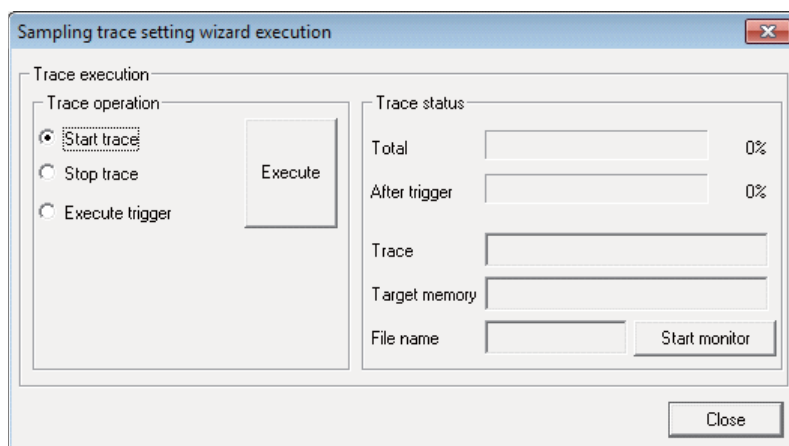 Sampling trace setting wizard execution
Trace execution
Trace operation
Start trace
Stop trace
Execute trigger
Execute
Trace status
Total 0%
After trigger 0%
Trace
Target memory
File name Start monitor
Close